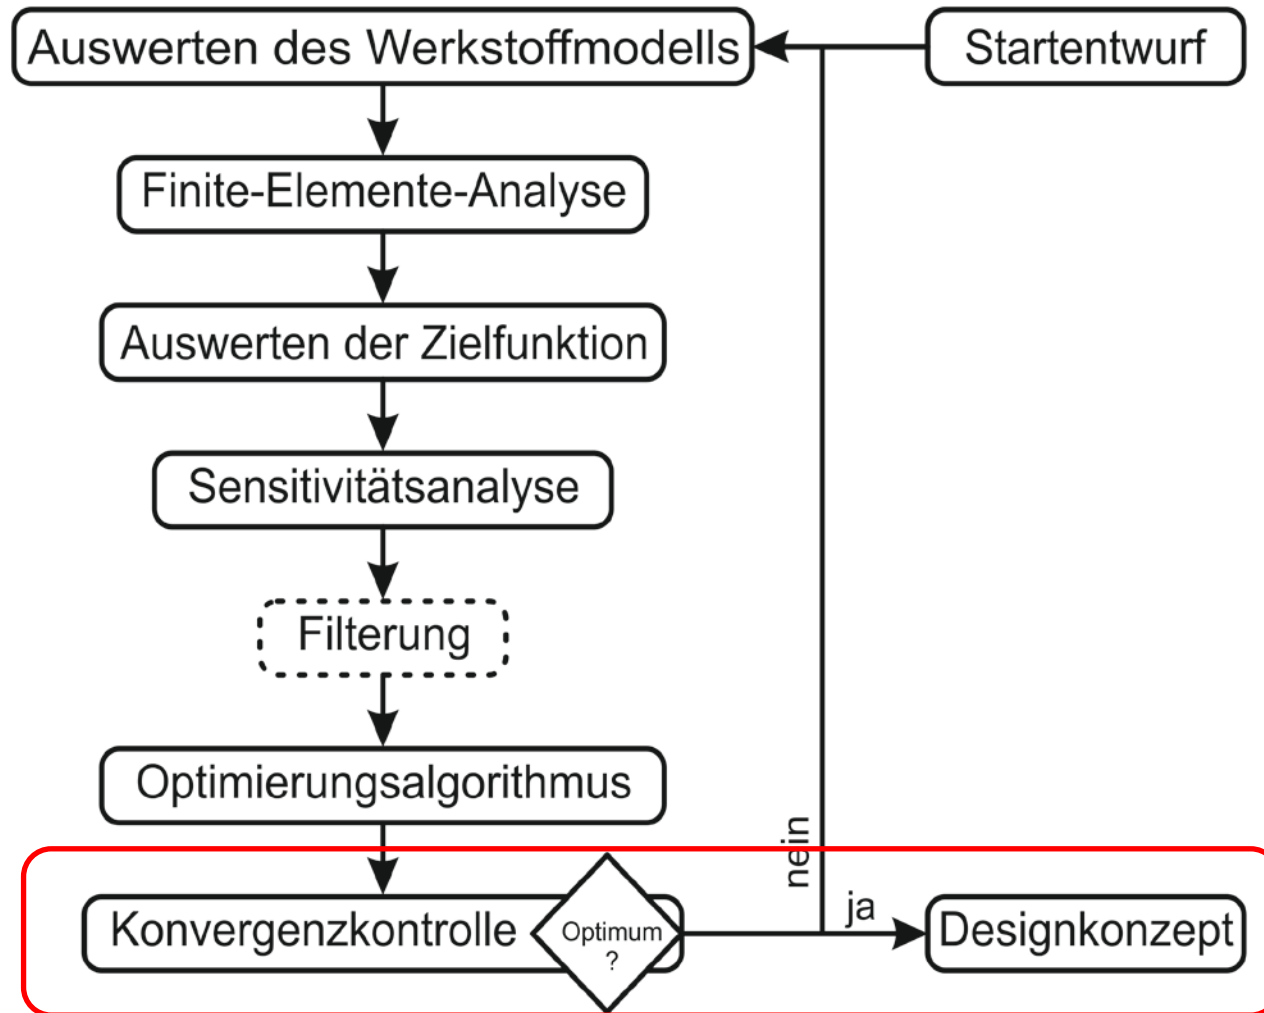 Auswerten des Werkstoffmodells
Startentwurf
Finite-Elemente-Analyse
Auswerten der Zielfunktion
Sensitivitätsanalyse
Filterung
Optimierungsalgorithmus
nein
Konvergenzkontrolle
Optimum
?
ja
Designkonzept